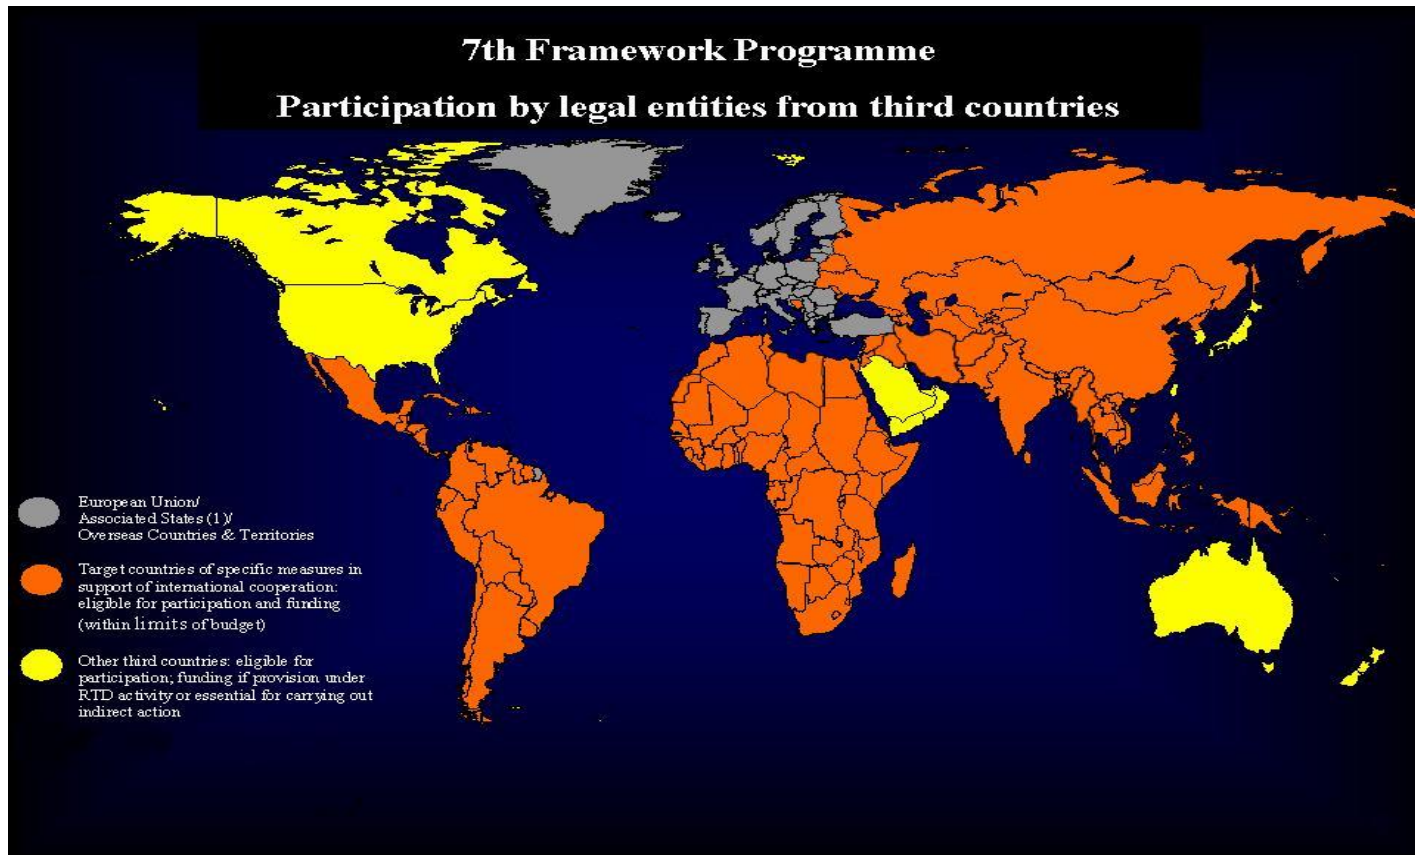 7th Framework Programme
Participation by legal entities from third countries
European Union/
Associated States (1)/
Overseas Countries & Territories
Target countries of specific measures in
support of international cooperation:
eligible for participation and funding
(within limits of budget)
Other third countries: eligible for
participation; funding if provision under
RTD activity or essential for carrying out
indirect action